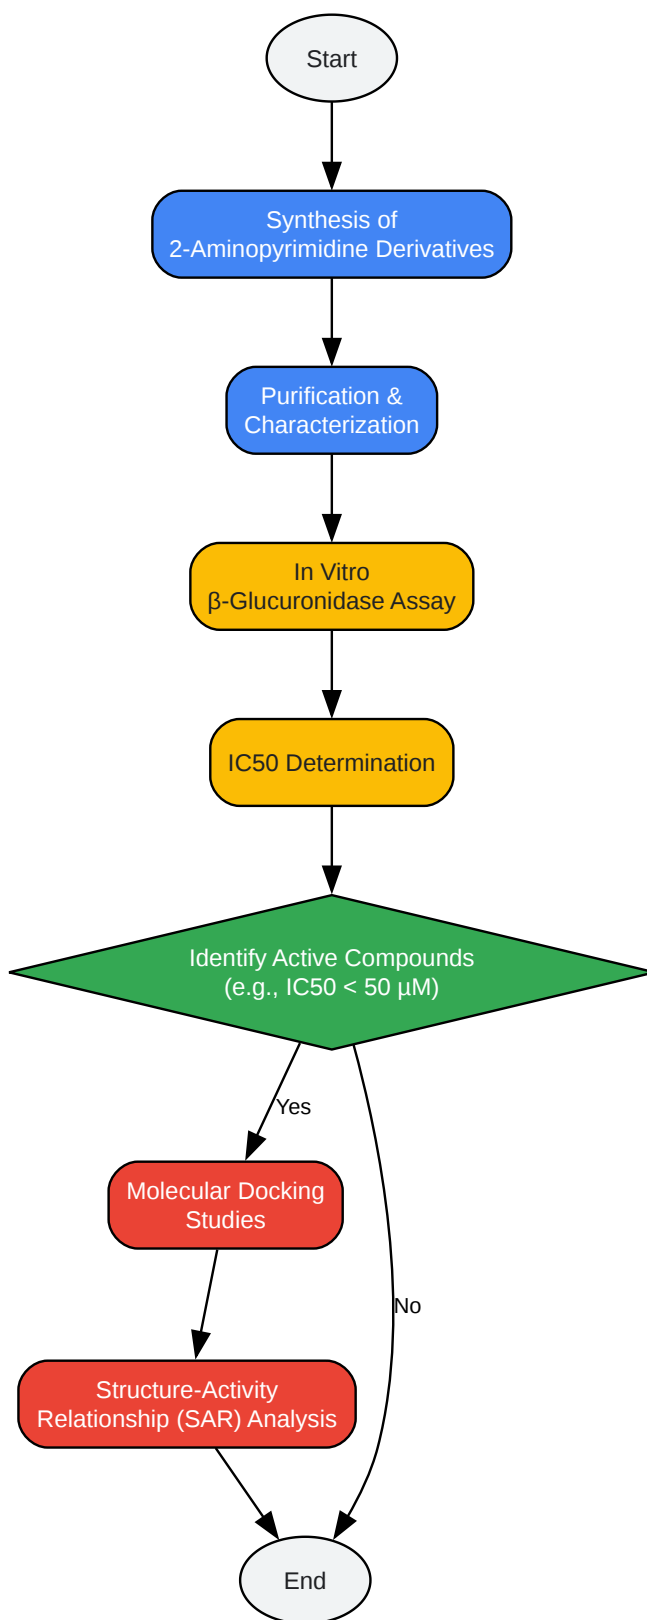 Start
Synthesis of
2-Aminopyrimidine Derivatives
Purification &
Characterization
In Vitro
β-Glucuronidase Assay
IC50 Determination
Identify Active Compounds
(e.g., IC50 < 50 µM)
Yes
Molecular Docking
Studies
No
Structure-Activity
Relationship (SAR) Analysis
End